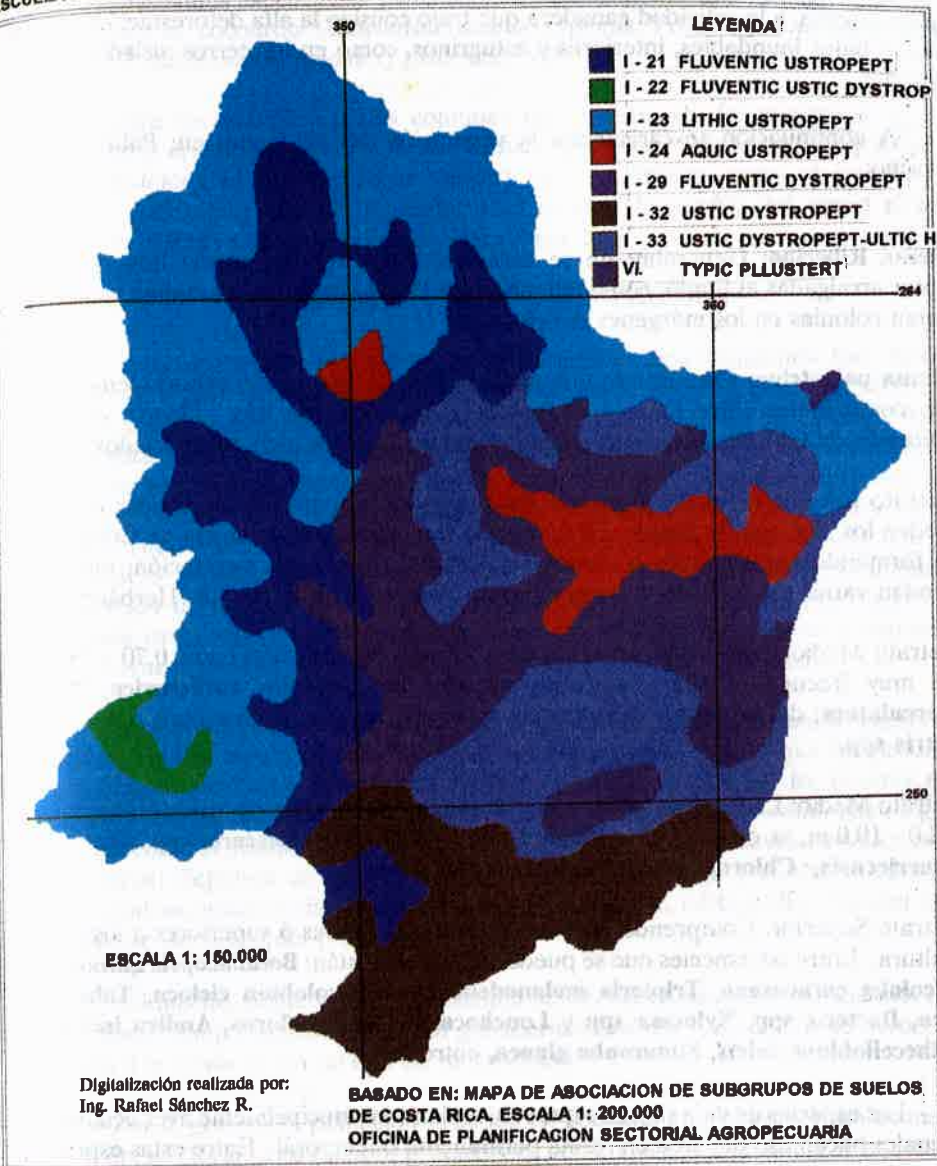 350
LEYENDA
I - 21 FLUVENTIC USTROPEPT
I - 22 FLUVENTIC USTIC DYSTROP
I - 23 LITHIC USTROPEPT
I - 24 AQUIC USTROPEPT
I - 29 FLUVENTIC DYSTROPEPT
I - 32 USTIC DYSTROPEPT
I - 33 USTIC DYSTROPEPT-ULTIC H
VI. TYPIC PLLUSTERT
360
264
250
ESCALA 1: 150.000
Digitalización realizada por:
Ing. Rafael Sánchez R.
BASADO EN: MAPA DE ASOCIACION DE SUBGRUPOS DE SUELOS
DE COSTA RICA. ESCALA 1: 200.000
OFICINA DE PLANIFICACION SECTORIAL AGROPECUARIA